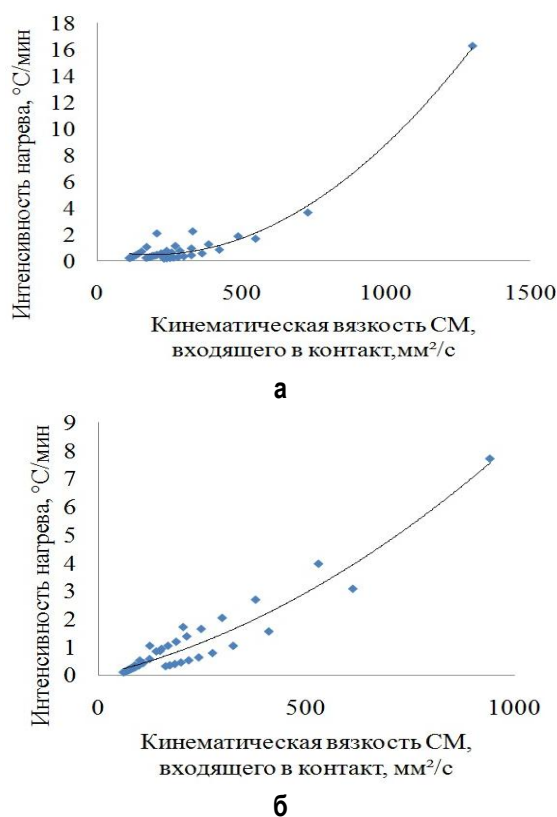 18
16
14
12
10
8
6
4
2
0
Интенсивность нагрева, °С/мин
0 500 1000 1500
Кинематическая вязкость СМ,
входящего в контакт,мм²/с
а
9
8
7
6
5
4
3
2
1
0
Интенсивность нагрева, °С/мин
0 500 1000
Кинематическая вязкость СМ,
входящего в контакт, мм²/с
б